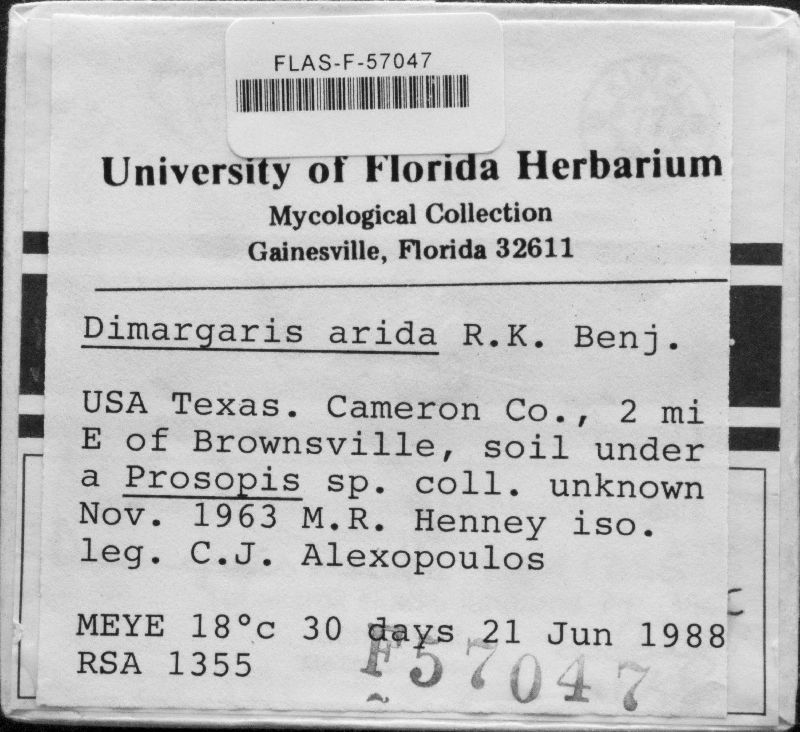 FLAS-F-57047
University of Florida Herbarium
Mycological Collection
Gainesville, Florida 32611
Dimargaris arida R.K. Benj.
USA Texas. Cameron Co., 2 mi
E of Brownsville, soil under
a Prosopis sp. coll. unknown
Nov. 1963 M.R. Henney iso.
leg. C.J. Alexopoulos
MEYE 18°c 30 days 21 Jun 1988
RSA 1355
F57047